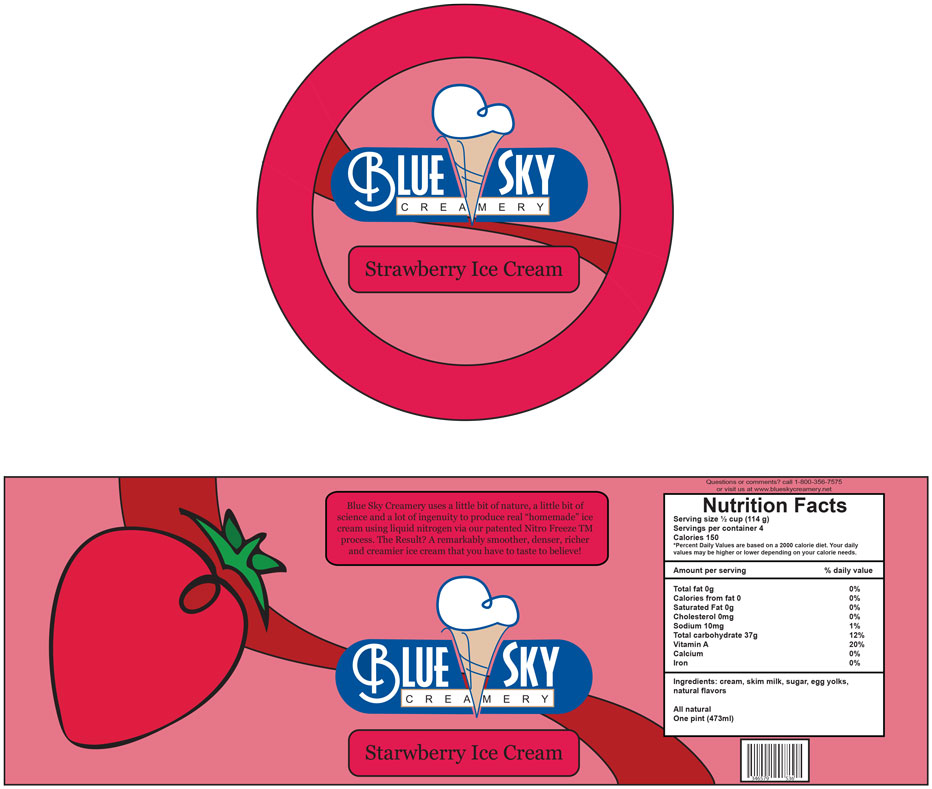 BLUE SKY
CREAMERY
Strawberry Ice Cream
Blue Sky Creamery uses a little bit of nature, a little bit of
science and a lot of ingenuity to produce real "homemade" ice
cream using liquid nitrogen via our patented Nitro Freeze TM
process. The Result? A remarkably smoother, denser, richer
and creamier ice cream that you have to taste to believe!
BLUE SKY
CREAMERY
Starwberry Ice Cream
Questions or comments? call 1-800-356-7575
or visit us at www.blueskycreamery.net
Nutrition Facts
Serving size ½ cup (114 g)
Servings per container 4
Calories 150
*Percent Daily Values are based on a 2000 calorie diet. Your daily
values may be higher or lower depending on your calorie needs.
Amount per serving % daily value
Total fat 0g 0%
Calories from fat 0 0%
Saturated Fat 0g 0%
Cholesterol 0mg 0%
Sodium 10mg 1%
Total carbohydrate 37g 12%
Vitamin A 20%
Calcium 0%
Iron 0%
Ingredients: cream, skim milk, sugar, egg yolks,
natural flavors
All natural
One pint (473ml)